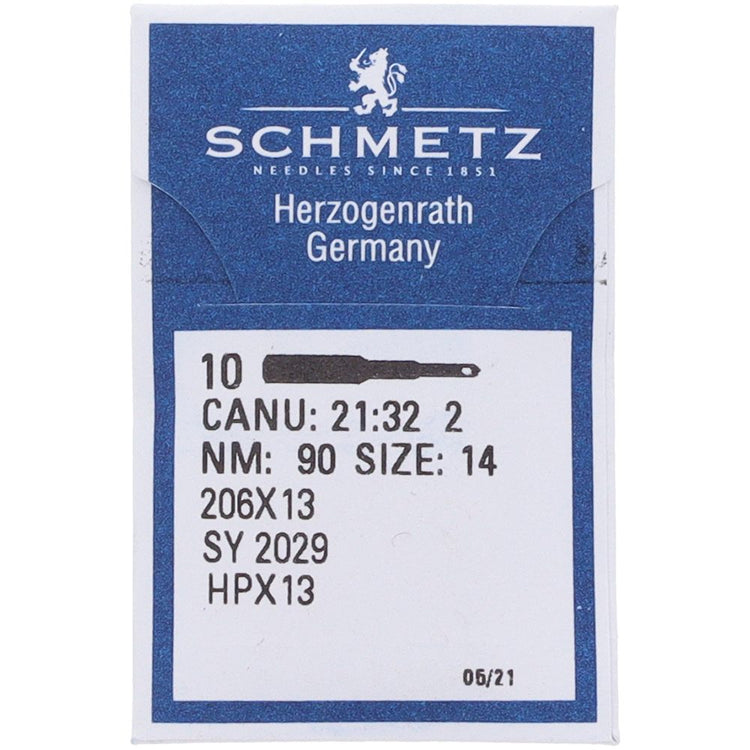 SCHMETZ
NEEDLES SINCE 1851
Herzogenrath
Germany
10
CANU: 21:32 2
NM: 90 SIZE: 14
206X13
SY 2029
HPX13
05/21